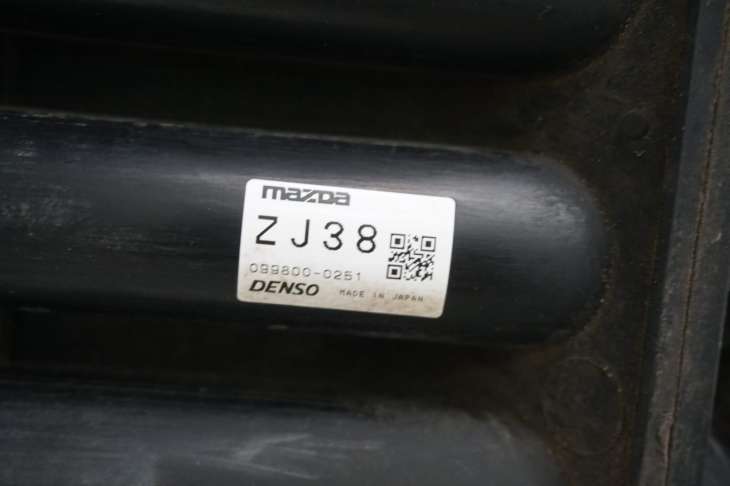 mazda
ZJ38
099800-0251
DENSO MADE IN JAPAN